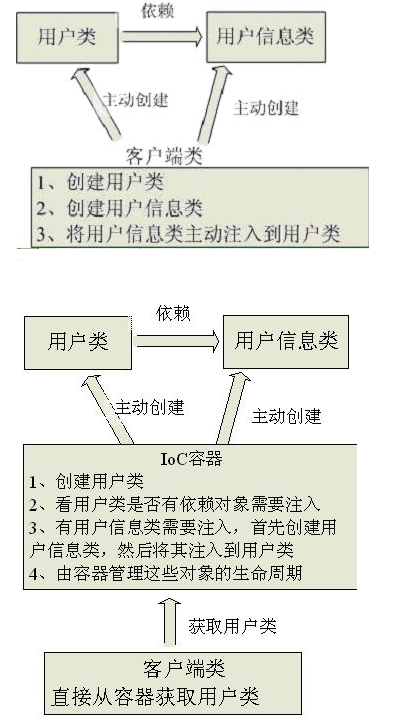 依赖
用户类
用户信息类
主动创建
主动创建
客户端类
1、创建用户类
2、创建用户信息类
3、将用户信息类主动注入到用户类
依赖
用户类
用户信息类
主动创建
主动创建
IoC容器
1、创建用户类
2、看用户类是否有依赖对象需要注入
3、有用户信息类需要注入，首先创建用
户信息类，然后将其注入到用户类
4、由容器管理这些对象的生命周期
获取用户类
客户端类
直接从容器获取用户类